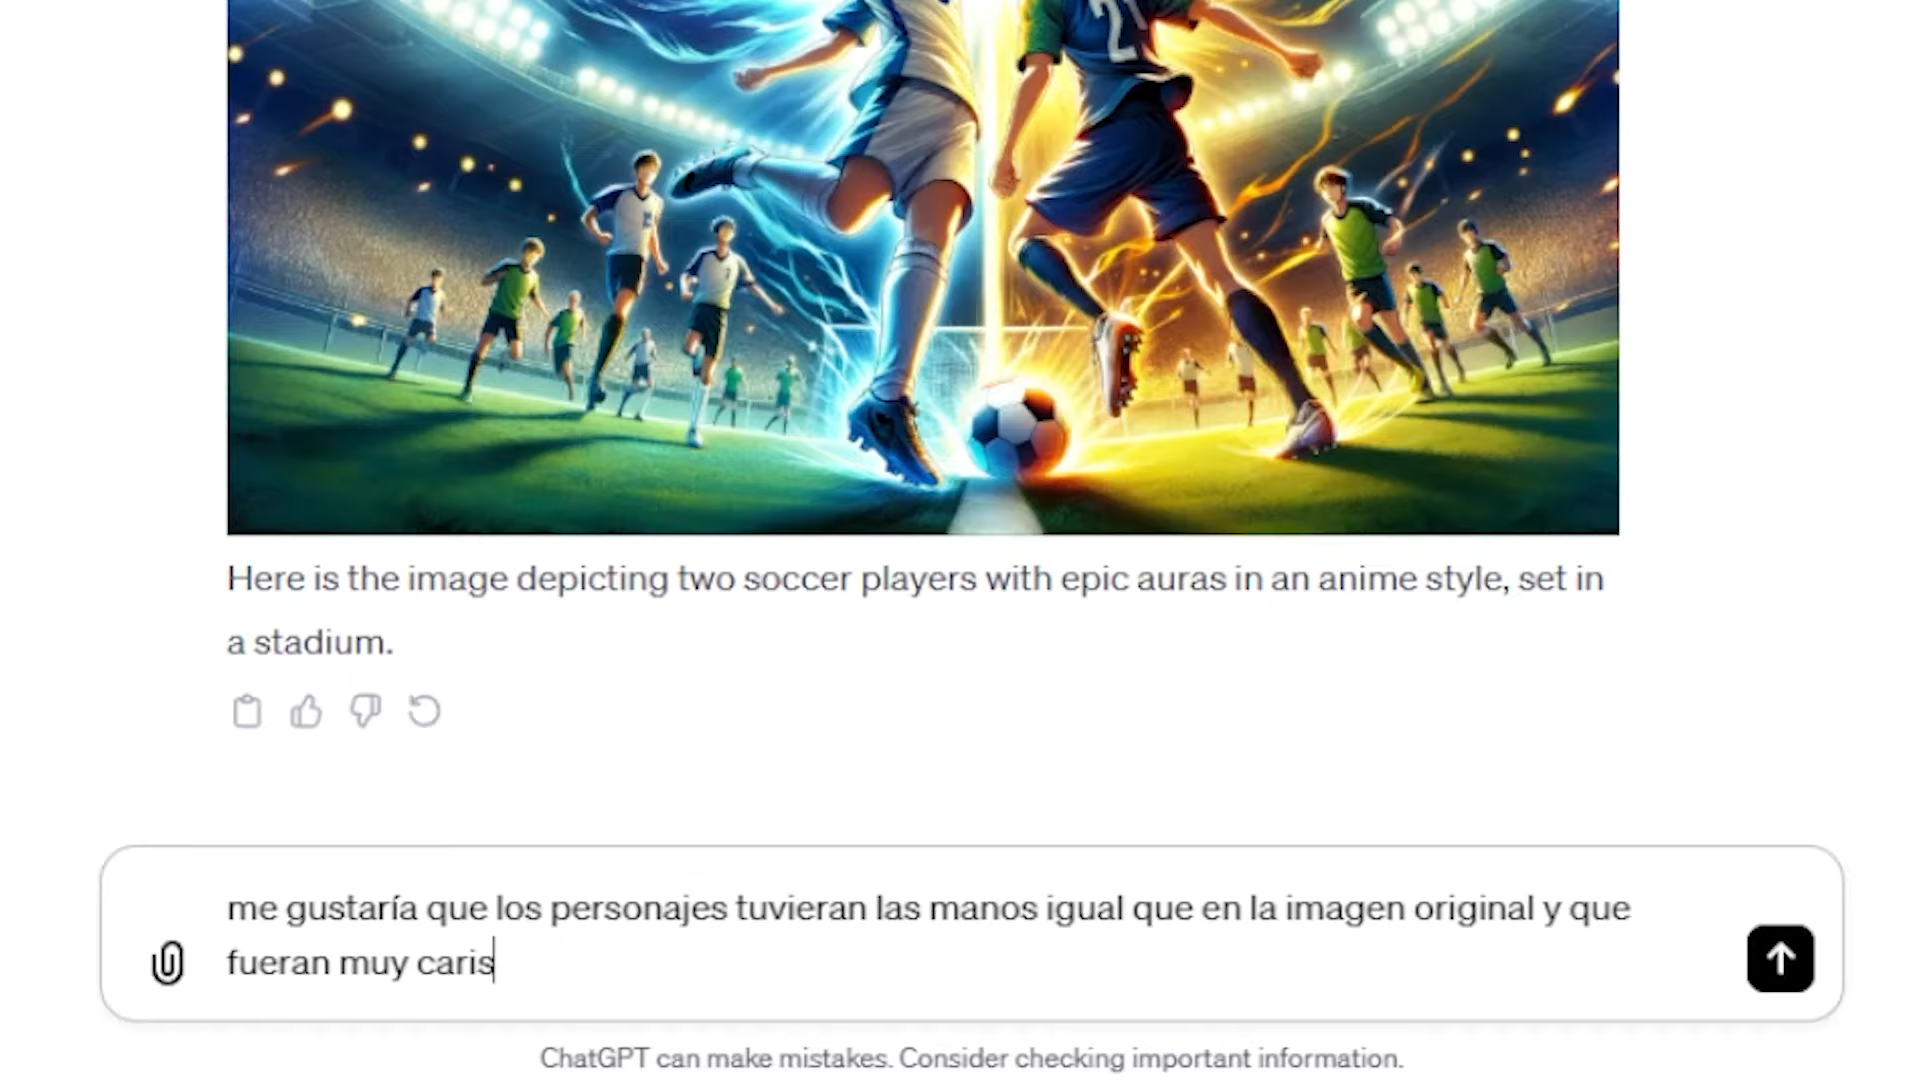 21
Here is the image depicting two soccer players with epic auras in an anime style, set in
a stadium.
me gustaría que los personajes tuvieran las manos igual que en la imagen original y que
fueran muy caris
ChatGPT can make mistakes. Consider checking important information.